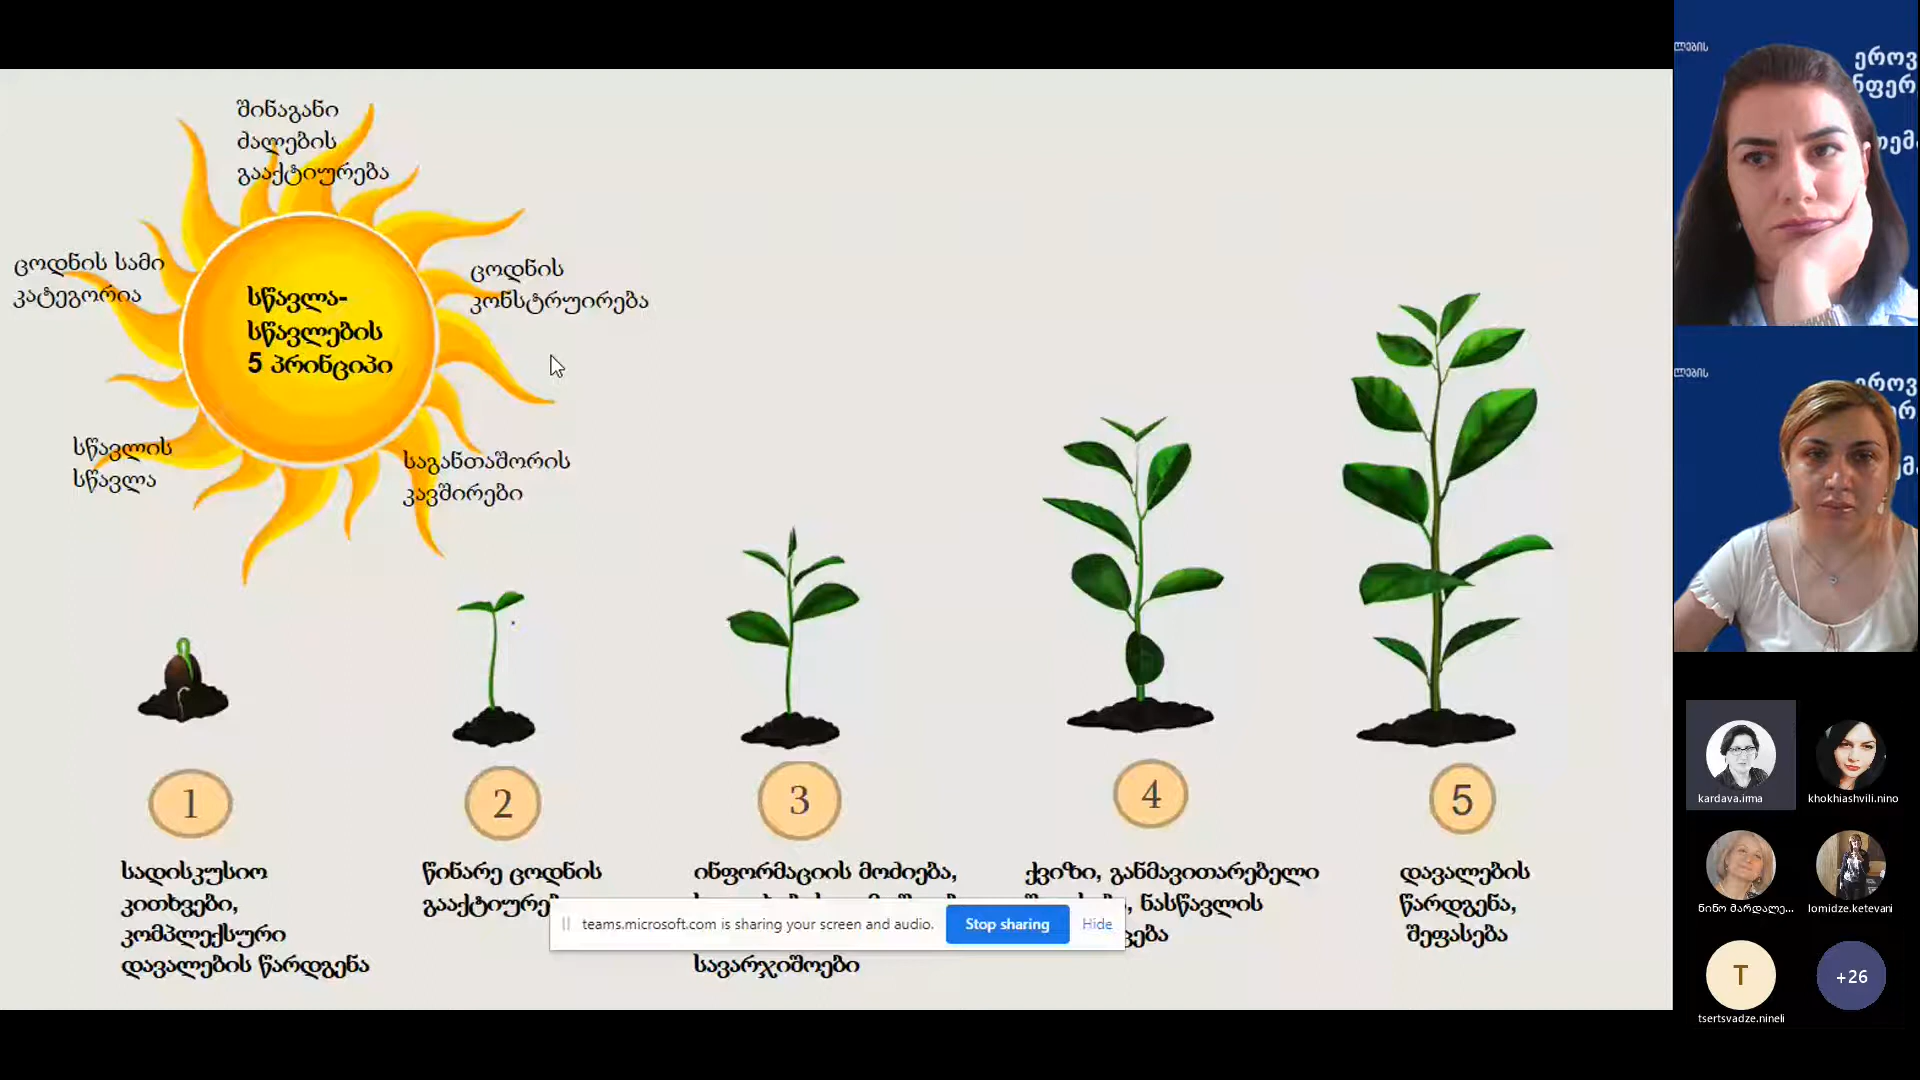 შინაგანი
ძალების
გააქტიურება
ცოდნის სამი
კატეგორია
ცოდნის
კონსტრუირება
სწავლა-
სწავლების
5 პრინციპი
სწავლის
სწავლა
საგანთაშორის
კავშირები
1
2
3
4
5
სადისკუსიო
კითხვები,
კომპლექსური
დავალების წარდგენა
წინარე ცოდნის
ინფორმაციის მოძიება,
სავარჯიშოები
ქვიზი, განმავითარებელი
ნასწავლის
დავალების
წარდგენა,
შეფასება
teams.microsoft.com is sharing your screen and audio.
Stop sharing
Hide
kardava.irma
khokhiashvili.nino
ნინო მარდალე...
lomidze.ketevani
T
+26
tsertsvadze.nineli